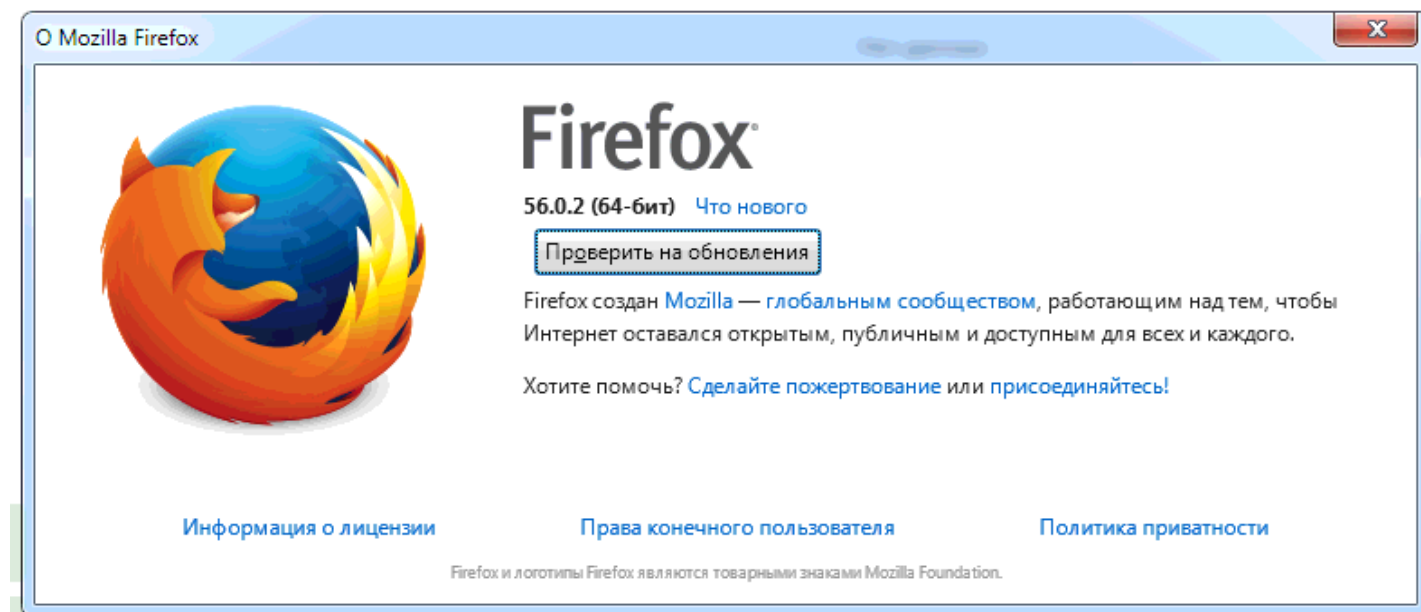 О Mozilla Firefox
Firefox
56.0.2 (64-бит) Что нового
Проверить на обновления
Firefox создан Mozilla — глобальным сообществом, работающим над тем, чтобы
Интернет оставался открытым, публичным и доступным для всех и каждого.
Хотите помочь? Сделайте пожертвование или присоединяйтесь!
Информация о лицензии Права конечного пользователя Политика приватности
Firefox и логотипы Firefox являются товарными знаками Mozilla Foundation.